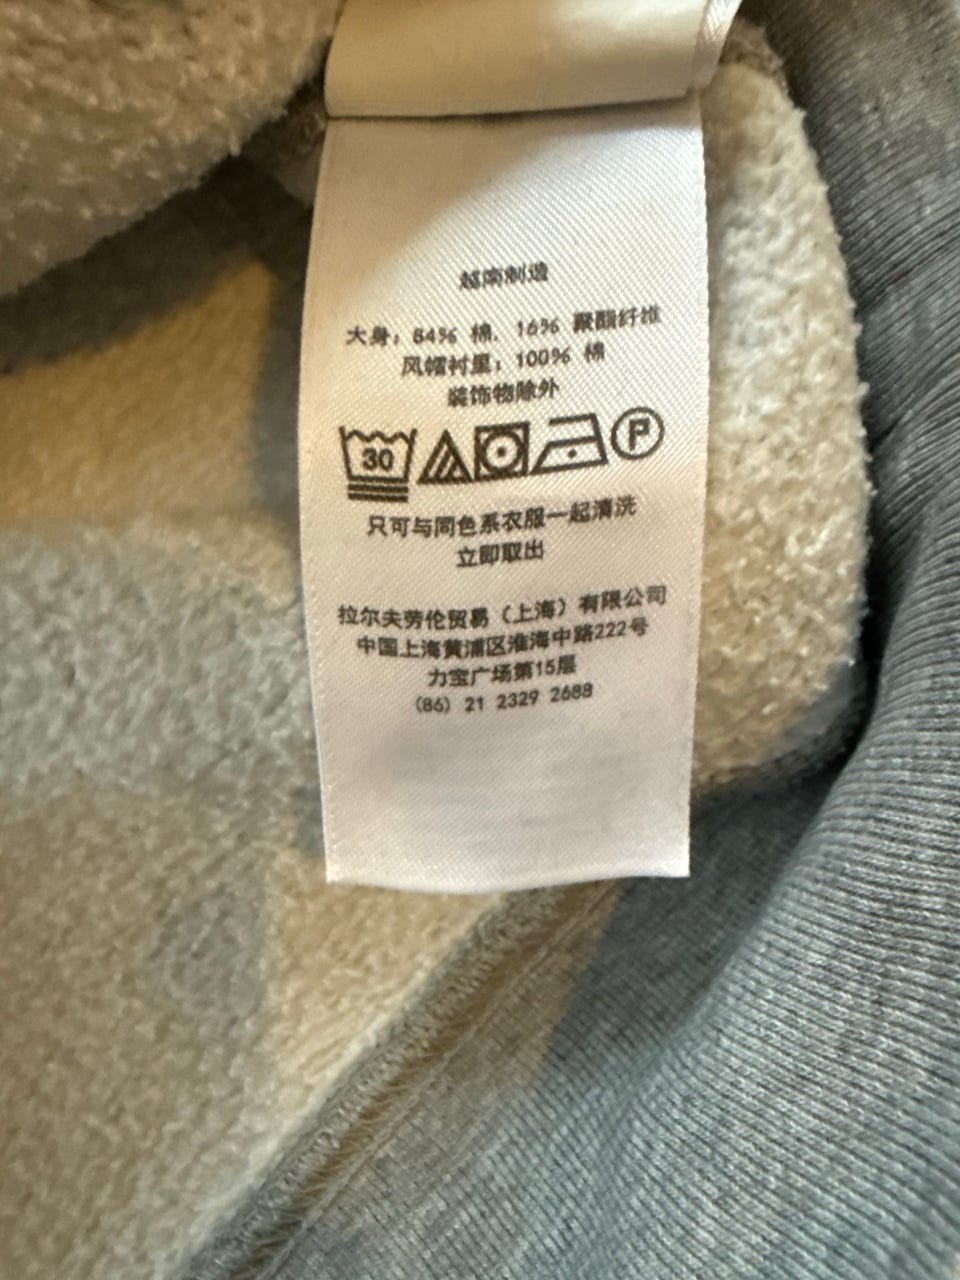 越南制造
大身：84% 棉，16% 聚酯纤维
风帽衬里：100% 棉
装饰物除外
30 P
只可与同色系衣服一起清洗
立即取出
拉尔夫劳伦贸易（上海）有限公司
中国上海黄浦区淮海中路222号
力宝广场第15层
(86) 21 2329 2688